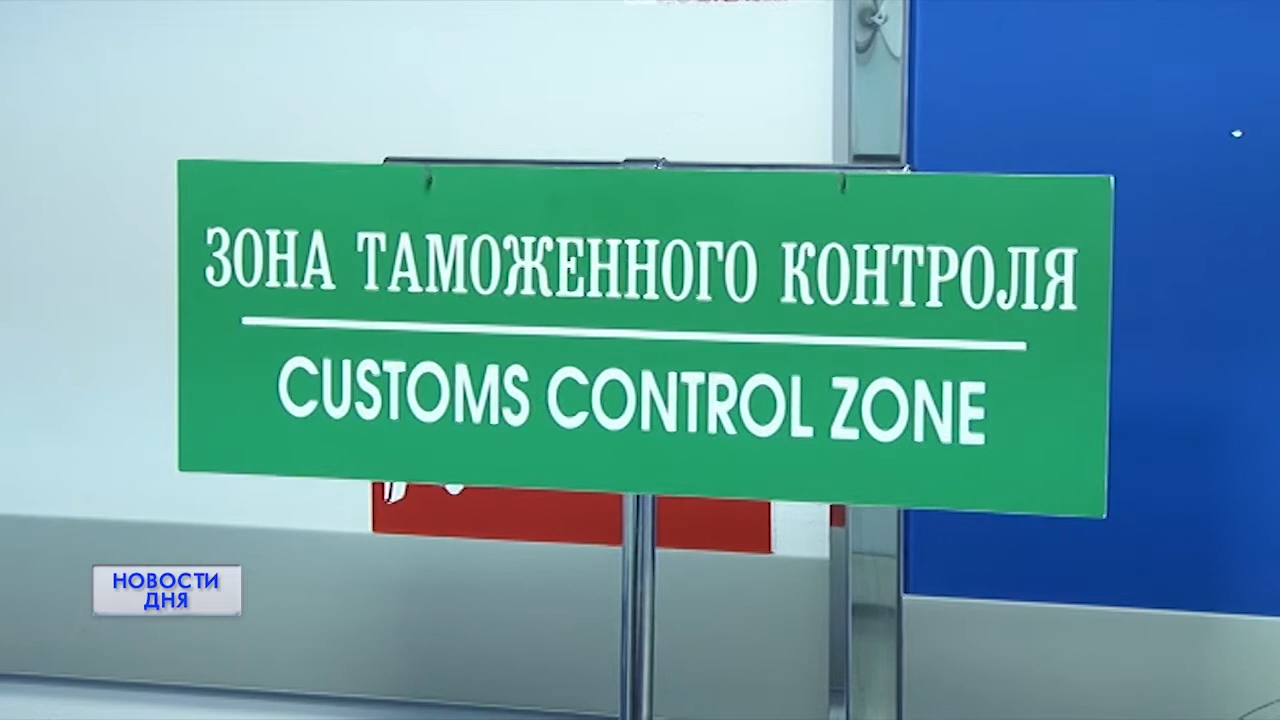 ЗОНА ТАМОЖЕННОГО КОНТРОЛЯ
CUSTOMS CONTROL ZONE
НОВОСТИ
ДНЯ